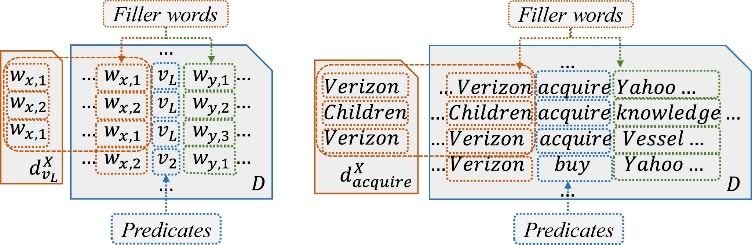 Filler words
...
w_{x,1} ... w_{x,1} v_L w_{y,1} ...
w_{x,2} ... w_{x,2} v_L w_{y,2} ...
w_{x,1} ... w_{x,1} v_L w_{y,3} ...
... w_{x,2} v_2 w_{y,1} ...
d_{v_L}^X ... D
Predicates
Filler words
...
Verizon ...Verizon acquire Yahoo ...
Children ...Children acquire knowledge...
Verizon ...Verizon acquire Vessel ...
...Verizon buy Yahoo ...
d_{acquire}^X ... D
Predicates